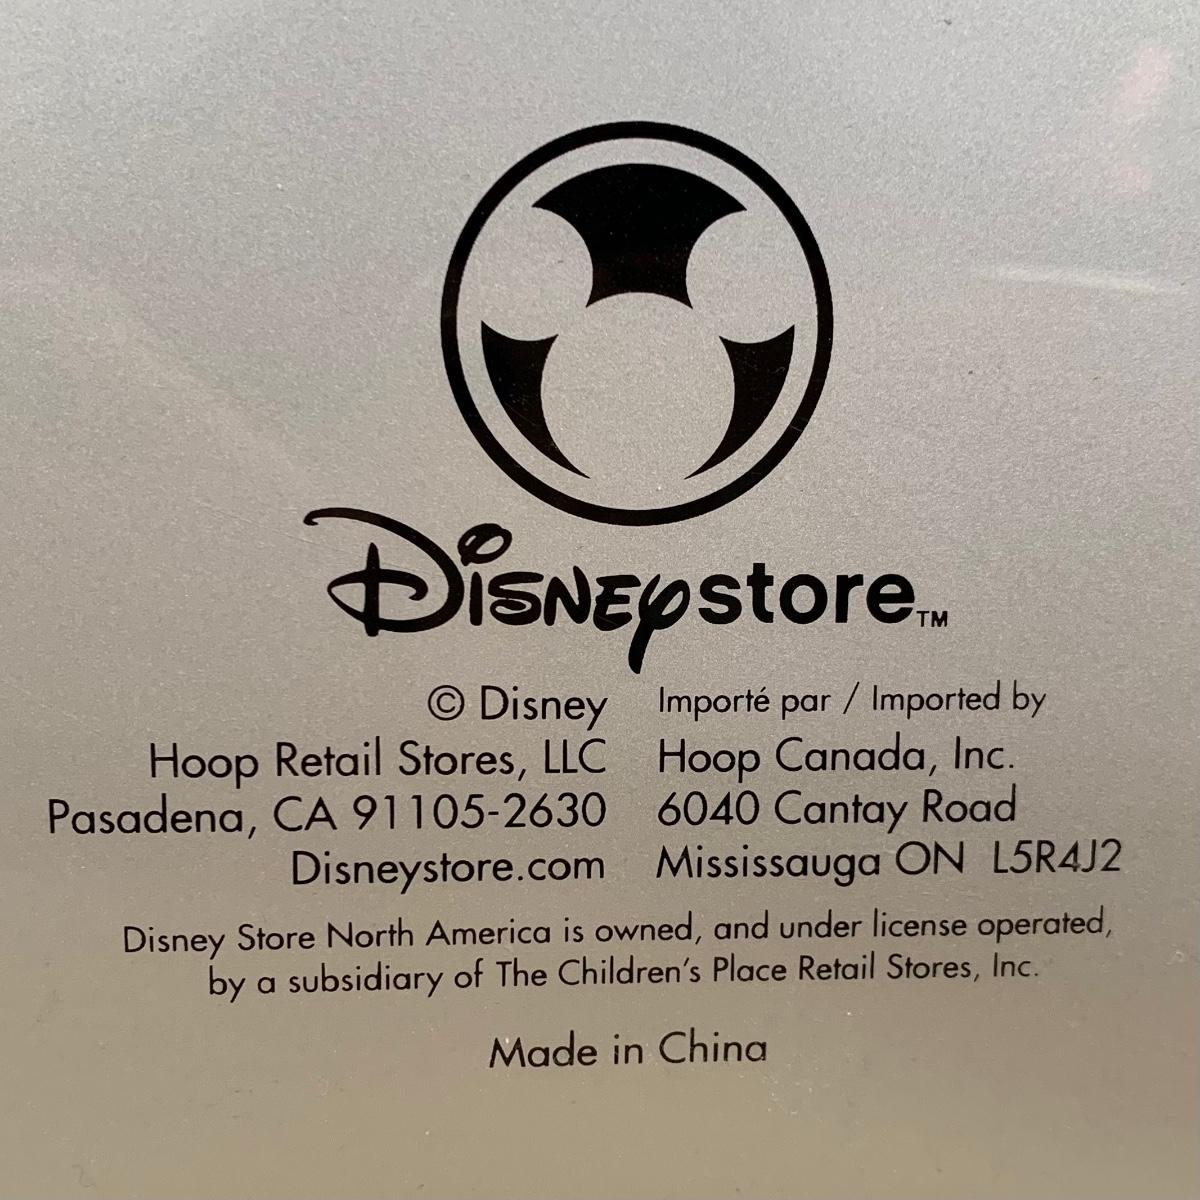 Disneystore™
© Disney
Hoop Retail Stores, LLC
Pasadena, CA 91105-2630
Disneystore.com
Importé par / Imported by
Hoop Canada, Inc.
6040 Cantay Road
Mississauga ON L5R4J2
Disney Store North America is owned, and under license operated,
by a subsidiary of The Children's Place Retail Stores, Inc.
Made in China